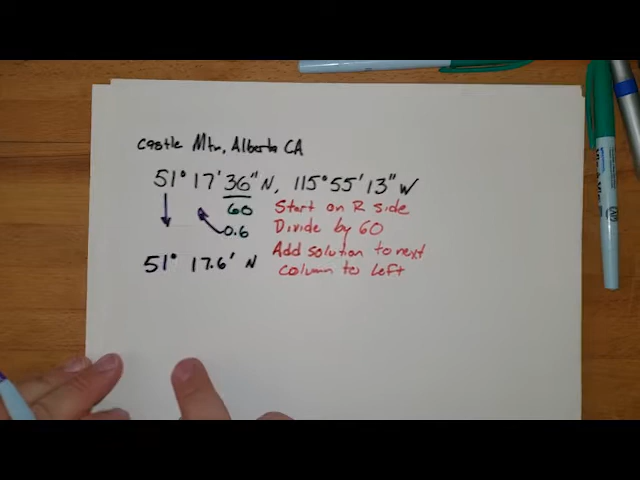 Castle Mtn, Alberta CA
51° 17' 36" N, 115° 55' 13" W
60
Start on R side
0.6
Divide by 60
Add solution to next
column to left
51° 17.6' N